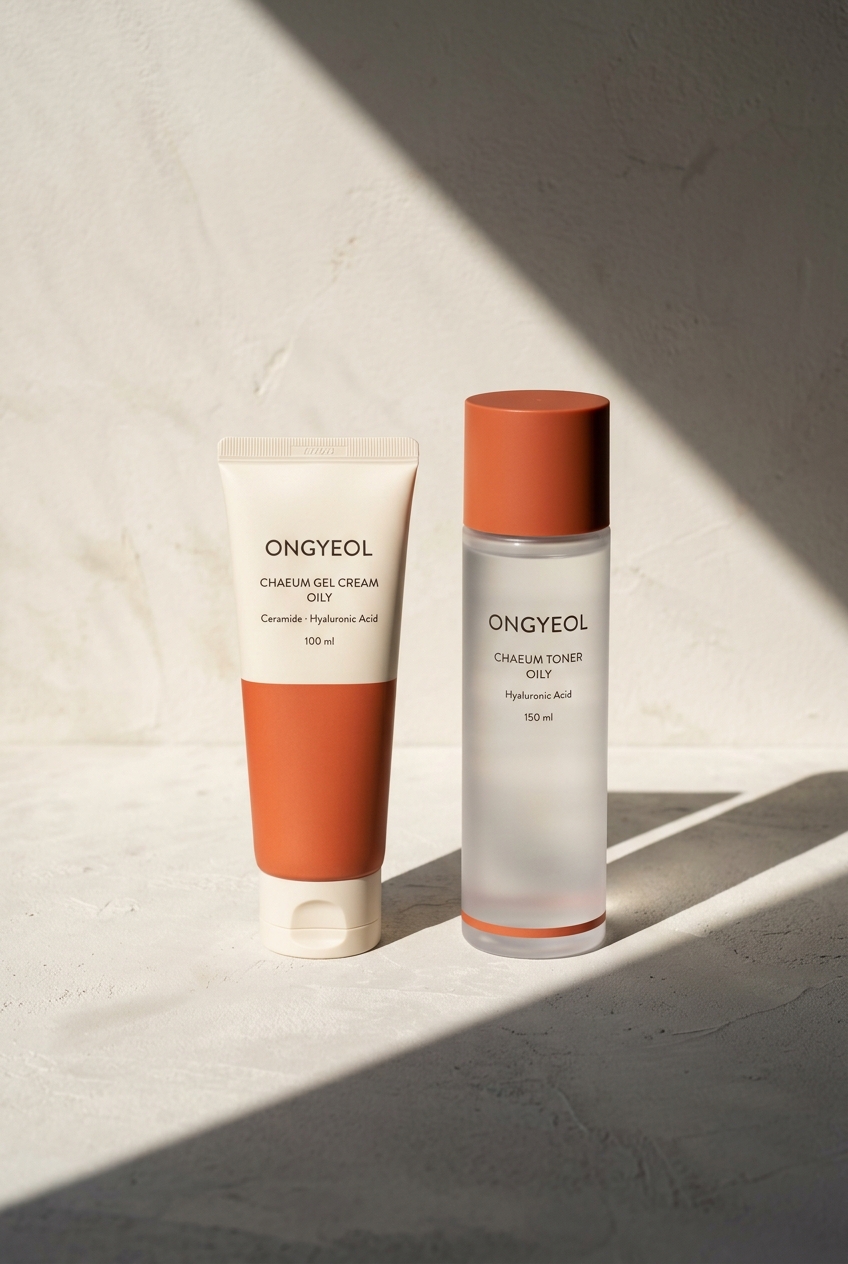 ONGYEOL
CHAEUM GEL CREAM
OILY
Ceramide · Hyaluronic Acid
100 ml
ONGYEOL
CHAEUM TONER
OILY
Hyaluronic Acid
150 ml